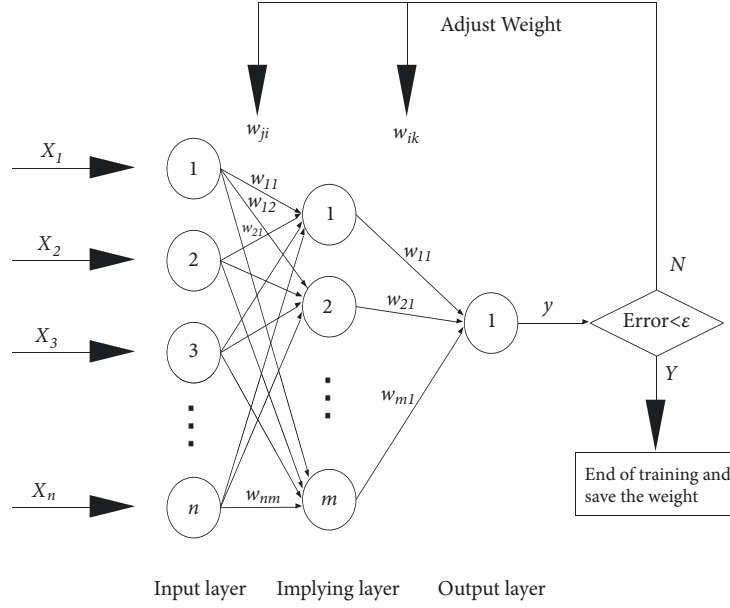 Adjust Weight
w_ji
w_ik
X_1
X_2
X_3
X_n
1
2
3
n
w_11
w_12
w_21
w_nm
1
2
m
w_11
w_21
w_m1
1
y
Error<ε
N
Y
End of training and
save the weight
Input layer
Implying layer
Output layer